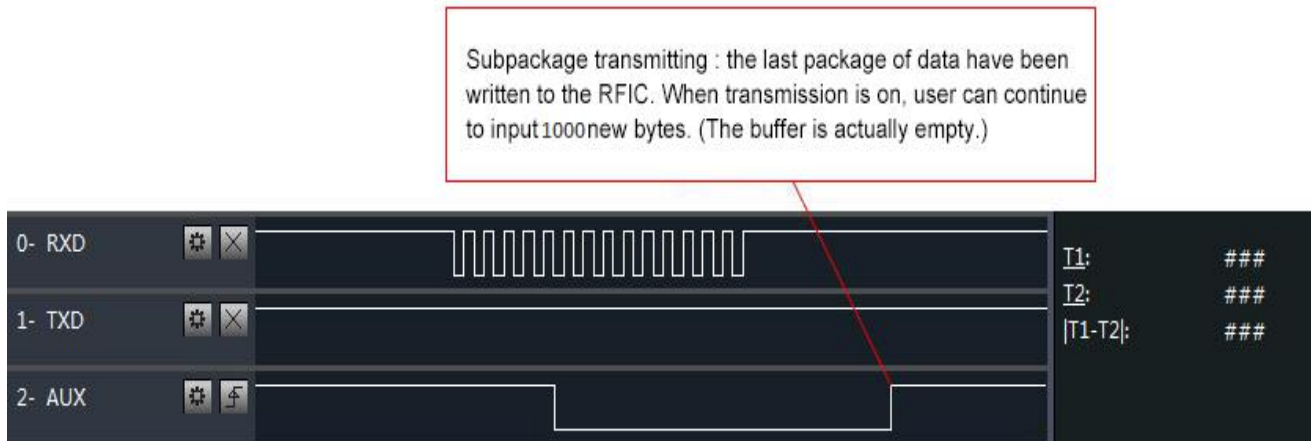 Subpackage transmitting : the last package of data have been
written to the RFIC. When transmission is on, user can continue
to input 1000 new bytes. (The buffer is actually empty.)
0- RXD
T1: ###
T2: ###
1- TXD
|T1-T2|: ###
2- AUX